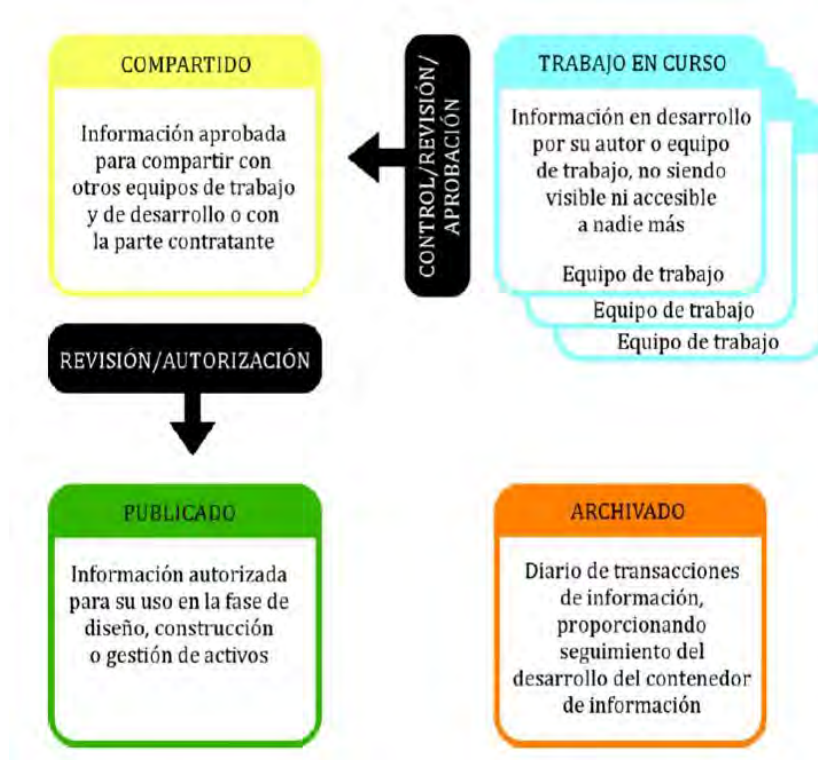 COMPARTIDO
Información aprobada
para compartir con
otros equipos de trabajo
y de desarrollo o con
la parte contratante
CONTROL/REVISIÓN/
APROBACIÓN
TRABAJO EN CURSO
Información en desarrollo
por su autor o equipo
de trabajo, no siendo
visible ni accesible
a nadie más
Equipo de trabajo
Equipo de trabajo
Equipo de trabajo
REVISIÓN/AUTORIZACIÓN
PUBLICADO
Información autorizada
para su uso en la fase de
diseño, construcción
o gestión de activos
ARCHIVADO
Diario de transacciones
de información,
proporcionando
seguimiento del
desarrollo del contenedor
de información